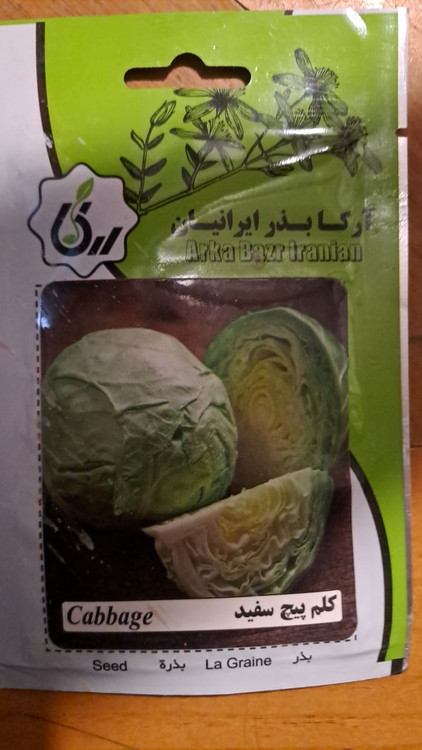 آرکا بذر ایرانیان
Arka Bazr Iranian
Cabbage کلم پیچ سفید
Seed بذرة La Graine بذر